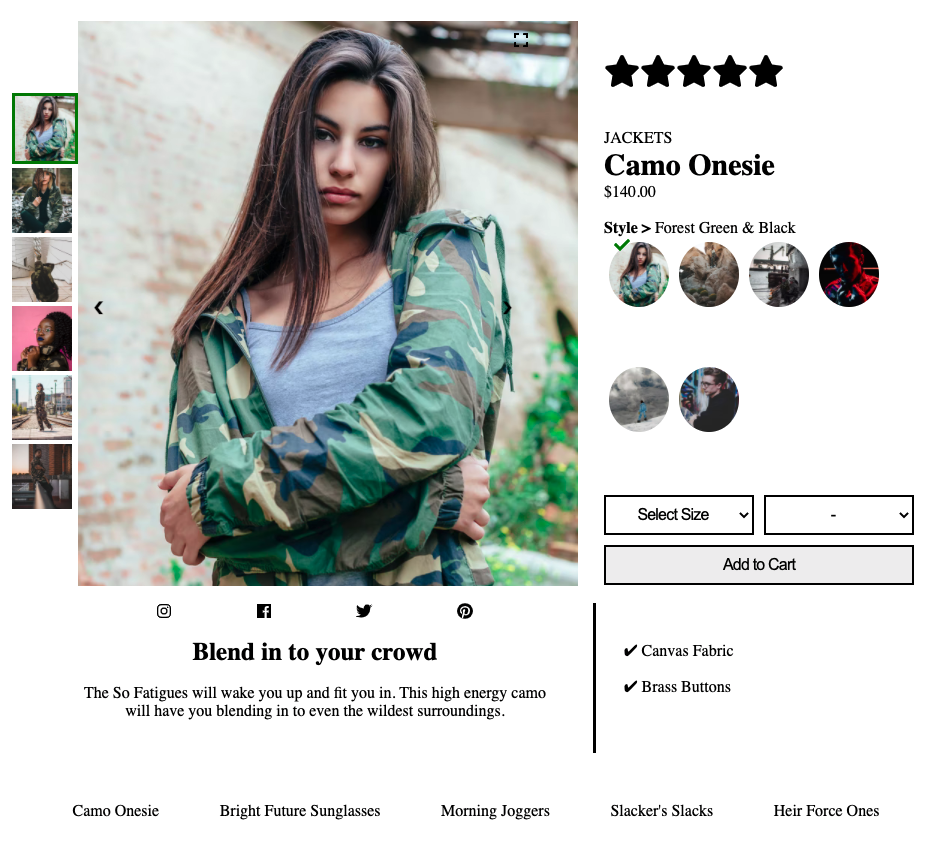 JACKETS
Camo Onesie
$140.00
Style > Forest Green & Black
Select Size
-
Add to Cart
Blend in to your crowd
The So Fatigues will wake you up and fit you in. This high energy camo
will have you blending in to even the wildest surroundings.
✔ Canvas Fabric
✔ Brass Buttons
Camo Onesie
Bright Future Sunglasses
Morning Joggers
Slacker's Slacks
Heir Force Ones